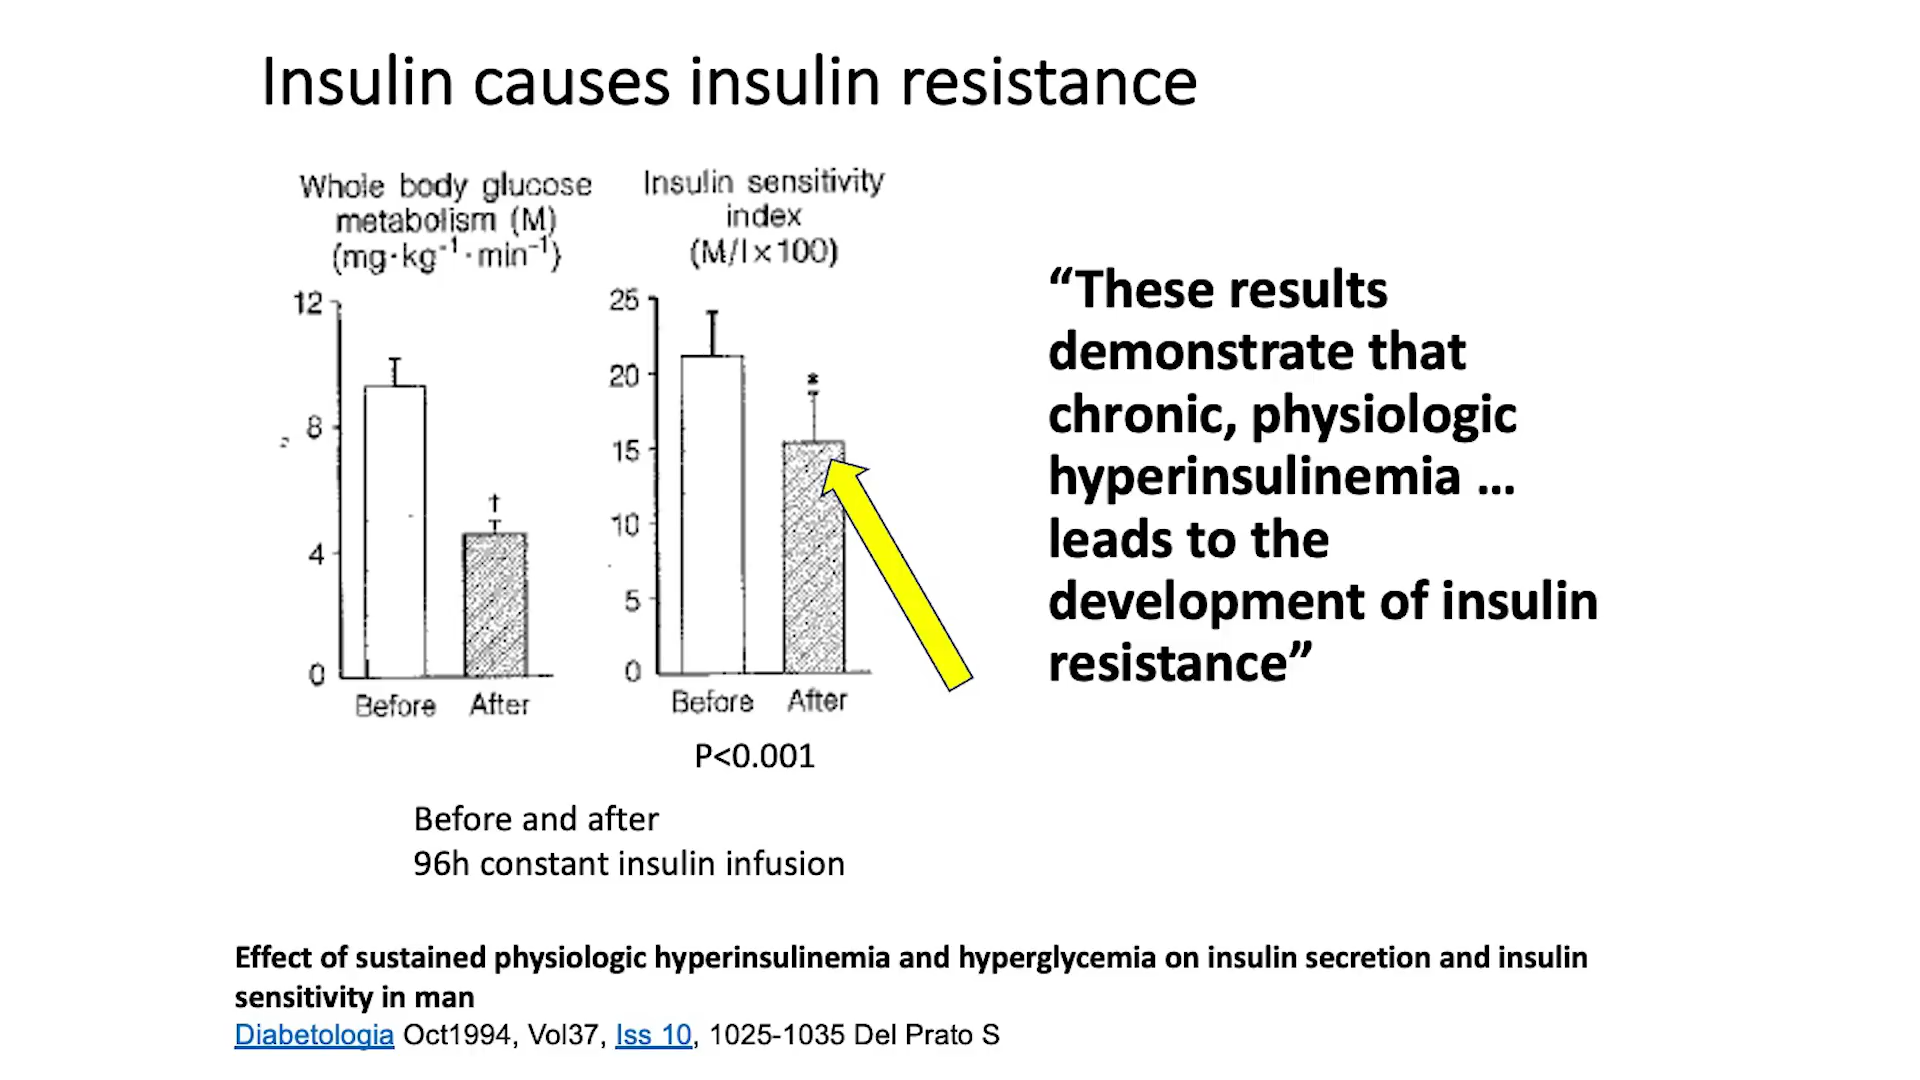 Insulin causes insulin resistance
Whole body glucose
metabolism (M)
(mg·kg⁻¹·min⁻¹)
12
8
4
0
Before After
†
Insulin sensitivity
index
(M/I×100)
25
20
15
10
5
0
*
Before After
P<0.001
Before and after
96h constant insulin infusion
“These results
demonstrate that
chronic, physiologic
hyperinsulinemia ...
leads to the
development of insulin
resistance”
Effect of sustained physiologic hyperinsulinemia and hyperglycemia on insulin secretion and insulin
sensitivity in man
Diabetologia Oct1994, Vol37, Iss 10, 1025-1035 Del Prato S